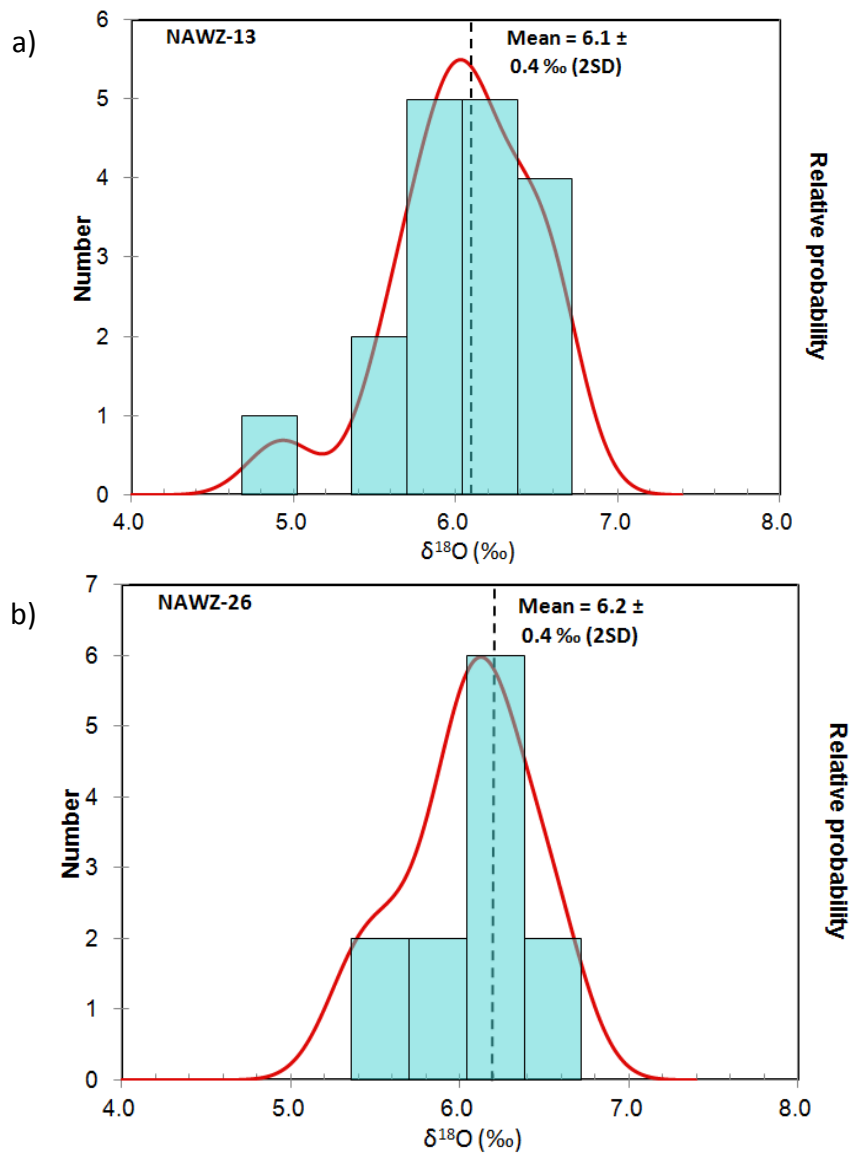 a)
NAWZ-13
Mean = 6.1 ±
0.4 ‰ (2SD)
6
5
4
3
2
1
0
Number
Relative probability
4.0 5.0 6.0 7.0 8.0
δ¹⁸O (‰)
b)
NAWZ-26
Mean = 6.2 ±
0.4 ‰ (2SD)
7
6
5
4
3
2
1
0
Number
Relative probability
4.0 5.0 6.0 7.0 8.0
δ¹⁸O (‰)